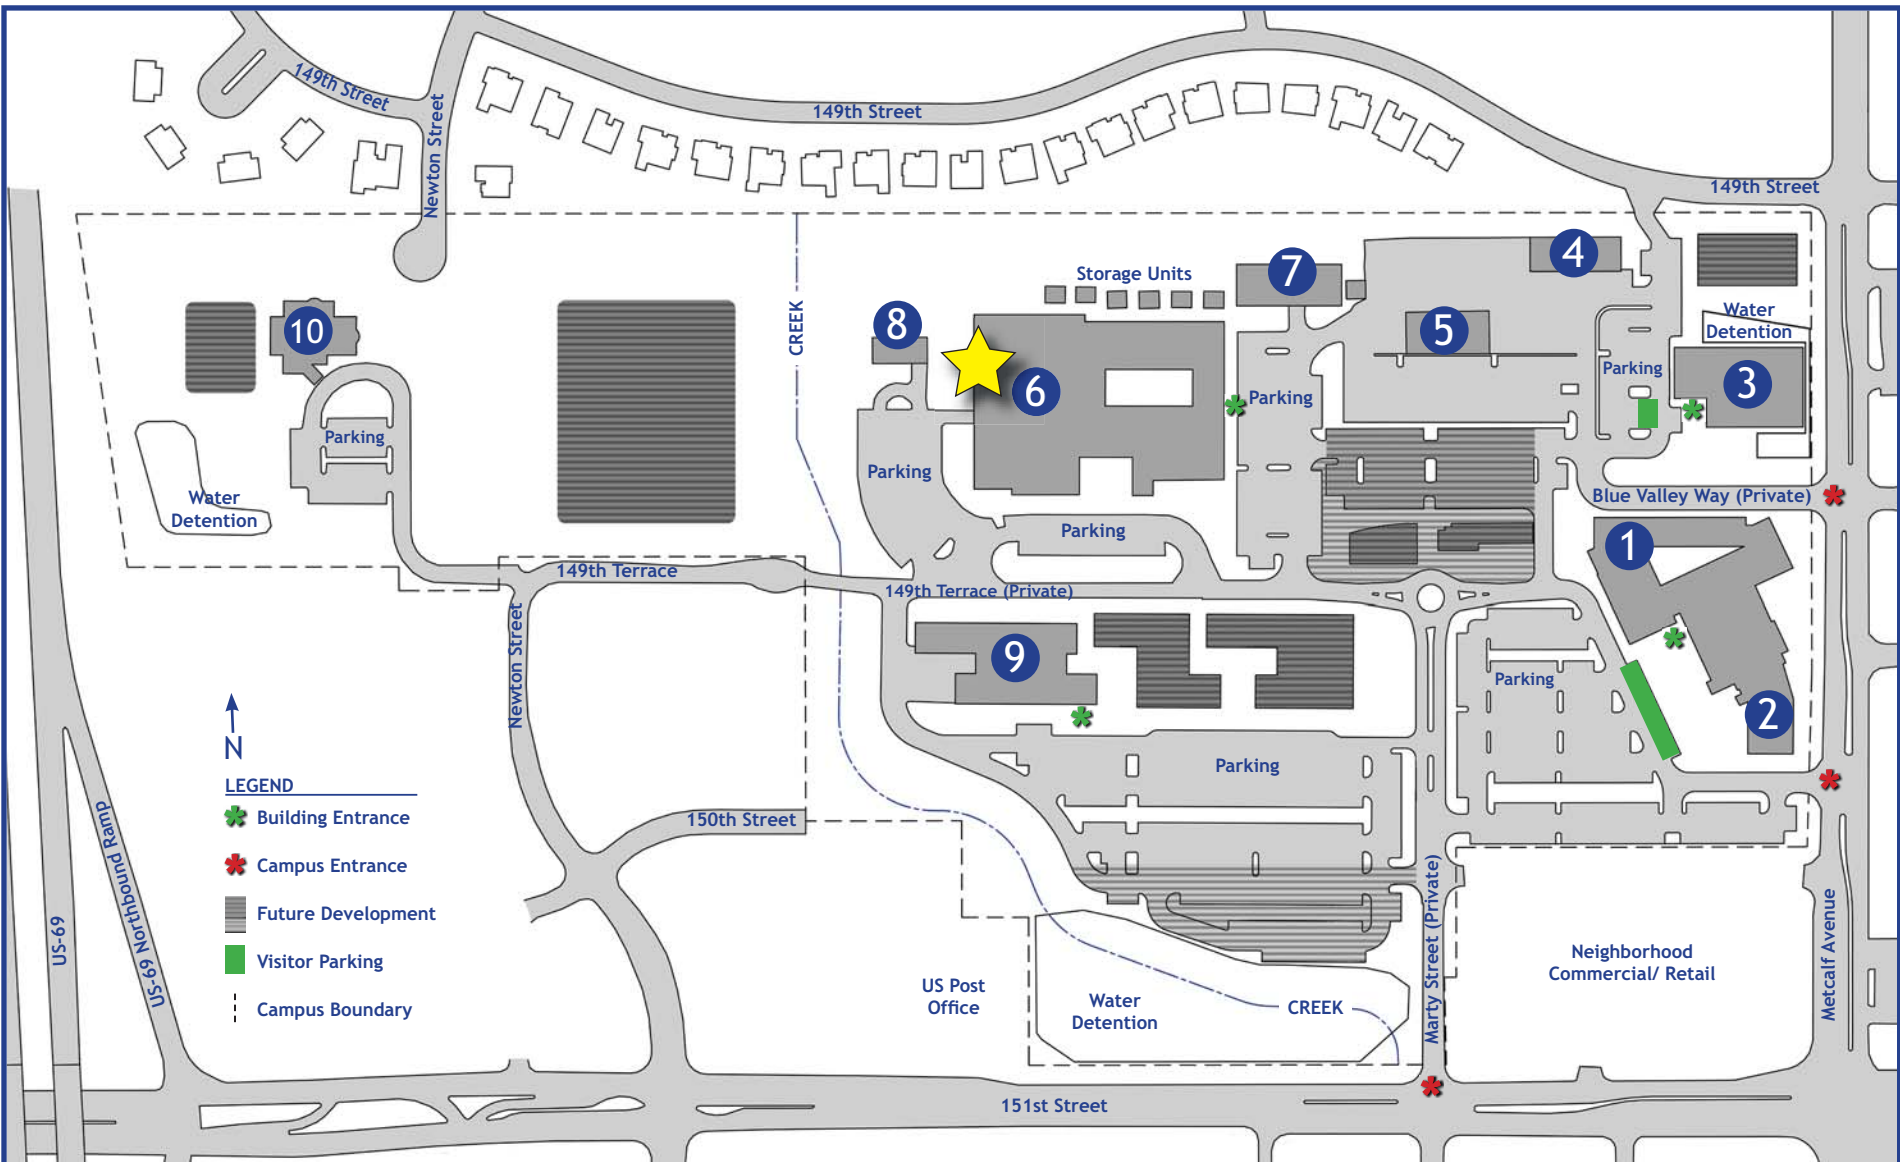 149th Street
Newton Street
149th Street
149th Street
Storage Units
7
4
10
CREEK
8
6
5
Water
Detention
3
Parking
Parking
Parking
Water
Detention
Parking
Parking
Blue Valley Way (Private)
1
149th Terrace
149th Terrace (Private)
Newton Street
9
Parking
2
N
Parking
LEGEND
Building Entrance
Campus Entrance
Future Development
Visitor Parking
Campus Boundary
150th Street
US-69
US-69 Northbound Ramp
US Post
Office
Water
Detention
CREEK
Marty Street (Private)
Neighborhood
Commercial/ Retail
Metcalf Avenue
151st Street